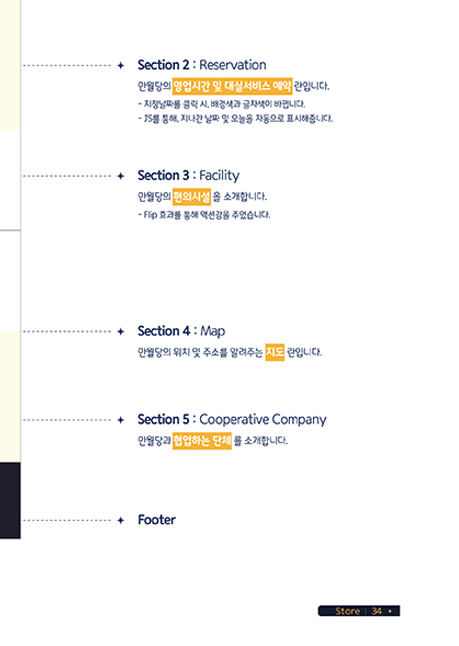 Section 2 : Reservation
만월당의 영업시간 및 대실서비스 예약 란입니다.
- 지정날짜를 클릭 시, 배경색과 글자색이 바뀝니다.
- JS를 통해, 지나간 날짜 및 오늘을 자동으로 표시해줍니다.
Section 3 : Facility
만월당의 편의시설 을 소개합니다.
- Flip 효과를 통해 액션감을 주었습니다.
Section 4 : Map
만월당의 위치 및 주소를 알려주는 지도 란입니다.
Section 5 : Cooperative Company
만월당과 협업하는 단체 를 소개합니다.
Footer
Store | 34